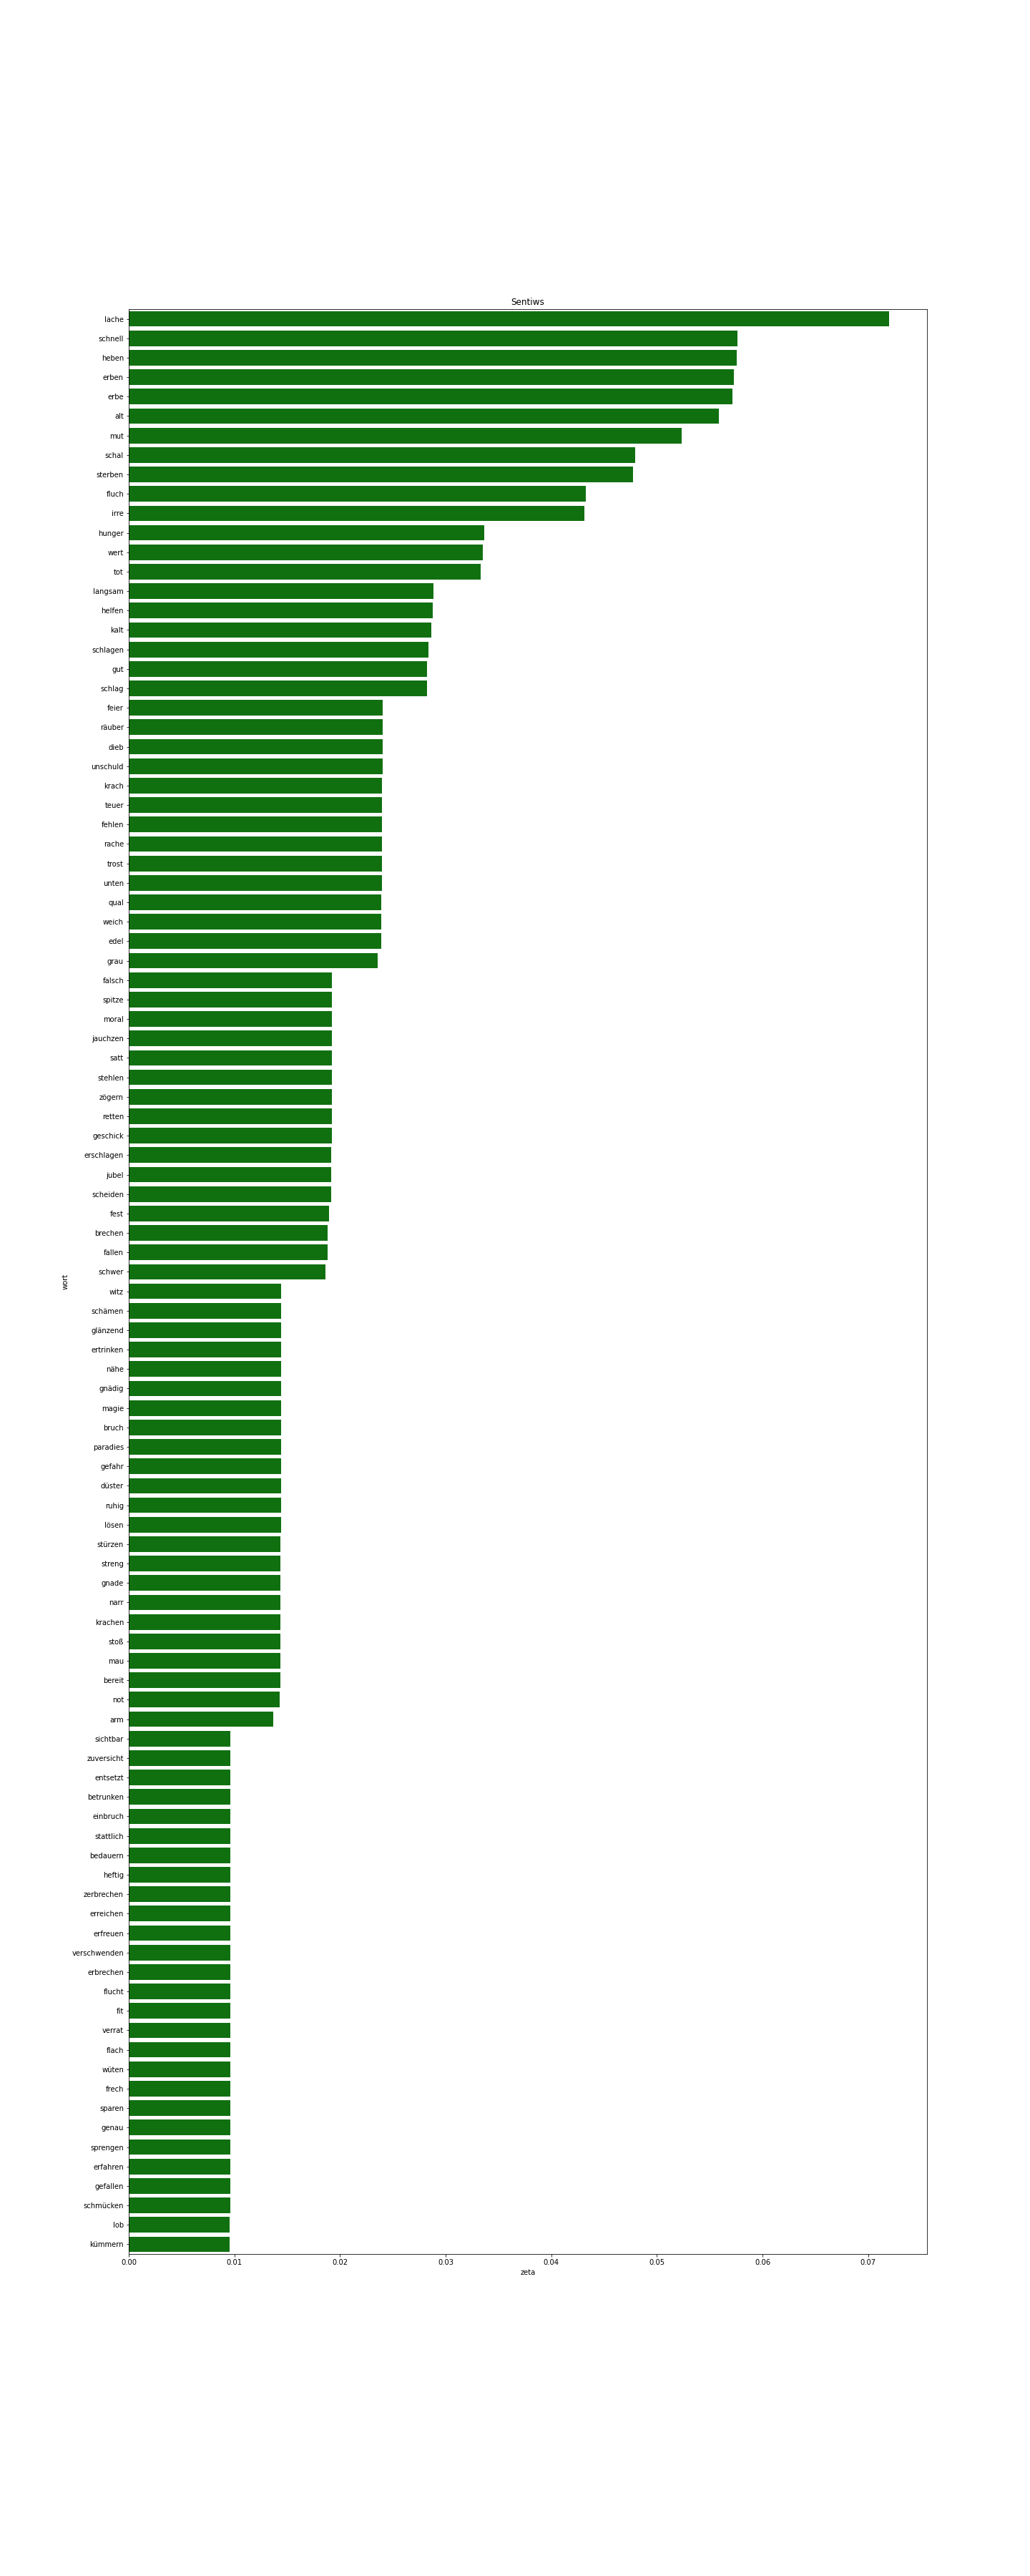 Sentiws
lache
schnell
heben
erben
erbe
alt
mut
schal
sterben
fluch
irre
hunger
wert
tot
langsam
helfen
kalt
schlagen
gut
schlag
feier
räuber
dieb
unschuld
krach
teuer
fehlen
rache
trost
unten
qual
weich
edel
grau
falsch
spitze
moral
jauchzen
satt
stehlen
zögern
retten
geschick
erschlagen
jubel
scheiden
fest
brechen
fallen
schwer
wort
witz
schämen
glänzend
ertrinken
nähe
gnädig
magie
bruch
paradies
gefahr
düster
ruhig
lösen
stürzen
streng
gnade
narr
krachen
stoß
mau
bereit
not
arm
sichtbar
zuversicht
entsetzt
betrunken
einbruch
stattlich
bedauern
heftig
zerbrechen
erreichen
erfreuen
verschwenden
erbrechen
flucht
fit
verrat
flach
wüten
frech
sparen
genau
sprengen
erfahren
gefallen
schmücken
lob
kümmern
0.00 0.01 0.02 0.03 0.04 0.05 0.06 0.07
zeta